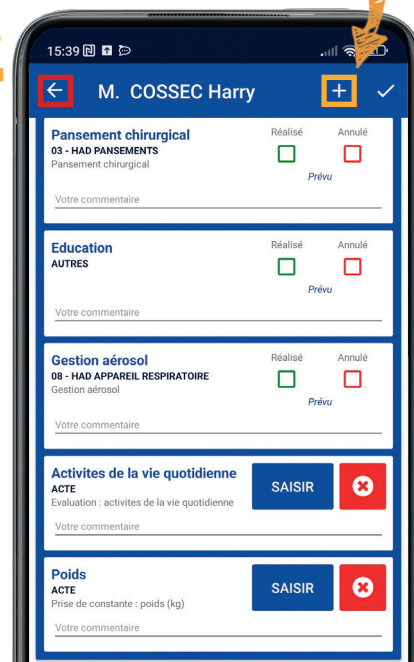 15:39
M. COSSEC Harry
Pansement chirurgical
Réalisé Annulé
03 - HAD PANSEMENTS
Pansement chirurgical
Prévu
Votre commentaire
Education
Réalisé Annulé
AUTRES
Prévu
Votre commentaire
Gestion aérosol
Réalisé Annulé
08 - HAD APPAREIL RESPIRATOIRE
Gestion aérosol
Prévu
Votre commentaire
Activites de la vie quotidienne
ACTE
SAISIR
Evaluation : activites de la vie quotidienne
Votre commentaire
Poids
ACTE
SAISIR
Prise de constante : poids (kg)
Votre commentaire